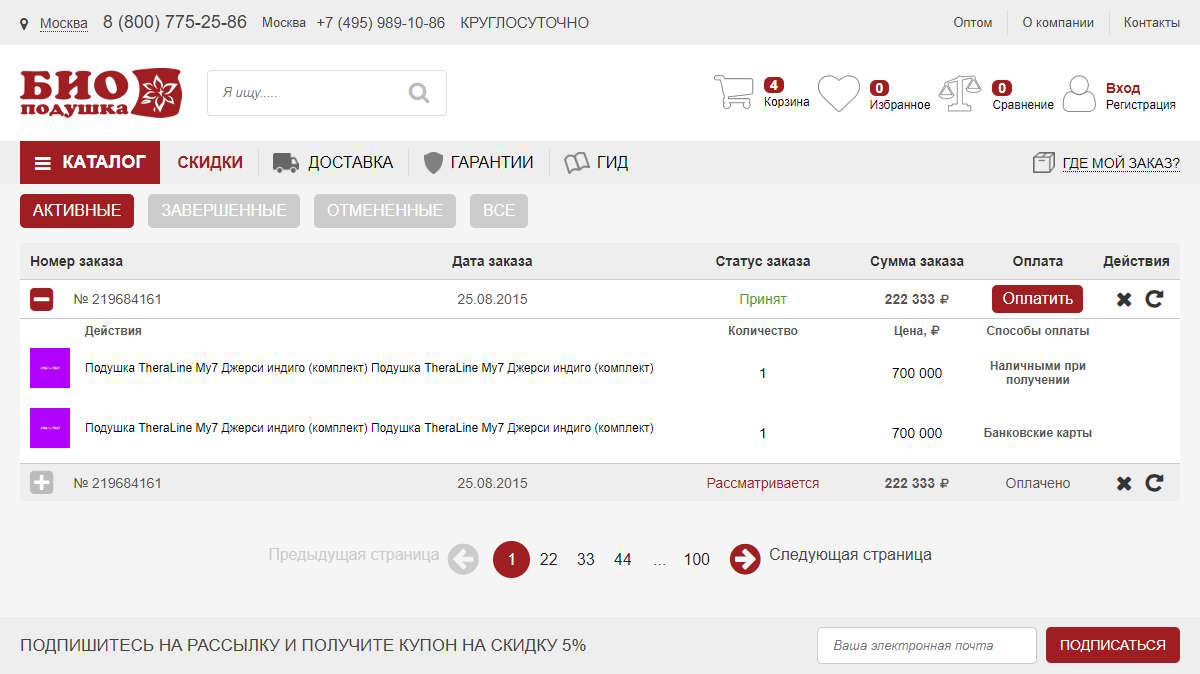 Москва 8 (800) 775-25-86 Москва +7 (495) 989-10-86 КРУГЛОСУТОЧНО Оптом О компании Контакты
БИО подушка
Я ищу.....
4 Корзина
0 Избранное
0 Сравнение
Вход
Регистрация
КАТАЛОГ СКИДКИ ДОСТАВКА ГАРАНТИИ ГИД ГДЕ МОЙ ЗАКАЗ?
АКТИВНЫЕ ЗАВЕРШЕННЫЕ ОТМЕНЕННЫЕ ВСЕ
Номер заказа Дата заказа Статус заказа Сумма заказа Оплата Действия
№ 219684161 25.08.2015 Принят 222 333 ₽ Оплатить
Действия Количество Цена, ₽ Способы оплаты
Подушка TheraLine My7 Джерси индиго (комплект) Подушка TheraLine My7 Джерси индиго (комплект) 1 700 000 Наличными при
получении
Подушка TheraLine My7 Джерси индиго (комплект) Подушка TheraLine My7 Джерси индиго (комплект) 1 700 000 Банковские карты
№ 219684161 25.08.2015 Рассматривается 222 333 ₽ Оплачено
Предыдущая страница 1 22 33 44 ... 100 Следующая страница
ПОДПИШИТЕСЬ НА РАССЫЛКУ И ПОЛУЧИТЕ КУПОН НА СКИДКУ 5% Ваша электронная почта ПОДПИСАТЬСЯ